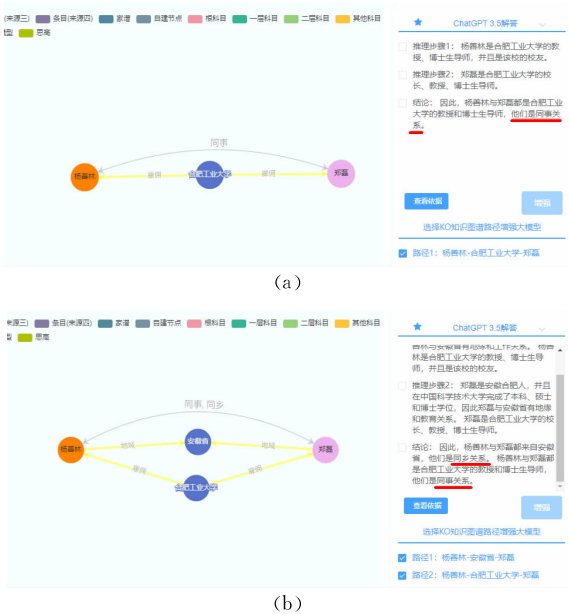 (来源三) 条目(来源四) 家谱 自建节点 根科目 一层科目 二层科目 其他科目
恩高
ChatGPT 3.5解答
推理步骤1： 杨善林是合肥工业大学的教
授、博士生导师，并且是该校的校友。
推理步骤2： 郑磊是合肥工业大学的校
长、教授、博士生导师。
结论： 因此，杨善林与郑磊都是合肥工业
大学的教授和博士生导师，他们是同事关
系。
同事
杨善林 雇佣 合肥工业大学 雇佣 郑磊
查看依据 增强
选择KO知识图谱路径增强大模型
路径1：杨善林-合肥工业大学-郑磊
(a)
来源三) 条目(来源四) 家谱 自建节点 根科目 一层科目 二层科目 其他科目
型 恩高
ChatGPT 3.5解答
善林与安徽省有地缘和工作关系。 杨善
林是合肥工业大学的教授、博士生导
师，并且是该校的校友。
推理步骤2： 郑磊是安徽合肥人，并且
在中国科学技术大学完成了本科、硕士
和博士学位，因此郑磊与安徽省有地缘
和教育关系。 郑磊是合肥工业大学的校
长、教授、博士生导师。
结论： 因此，杨善林与郑磊都来自安徽
省，他们是同乡关系。 杨善林与郑磊都
是合肥工业大学的教授和博士生导师，
他们是同事关系。
同事, 同乡
安徽省
地域 地域
杨善林 郑磊
雇佣 雇佣
合肥工业大学
查看依据 增强
选择KO知识图谱路径增强大模型
路径1：杨善林-安徽省-郑磊
路径2：杨善林-合肥工业大学-郑磊
(b)